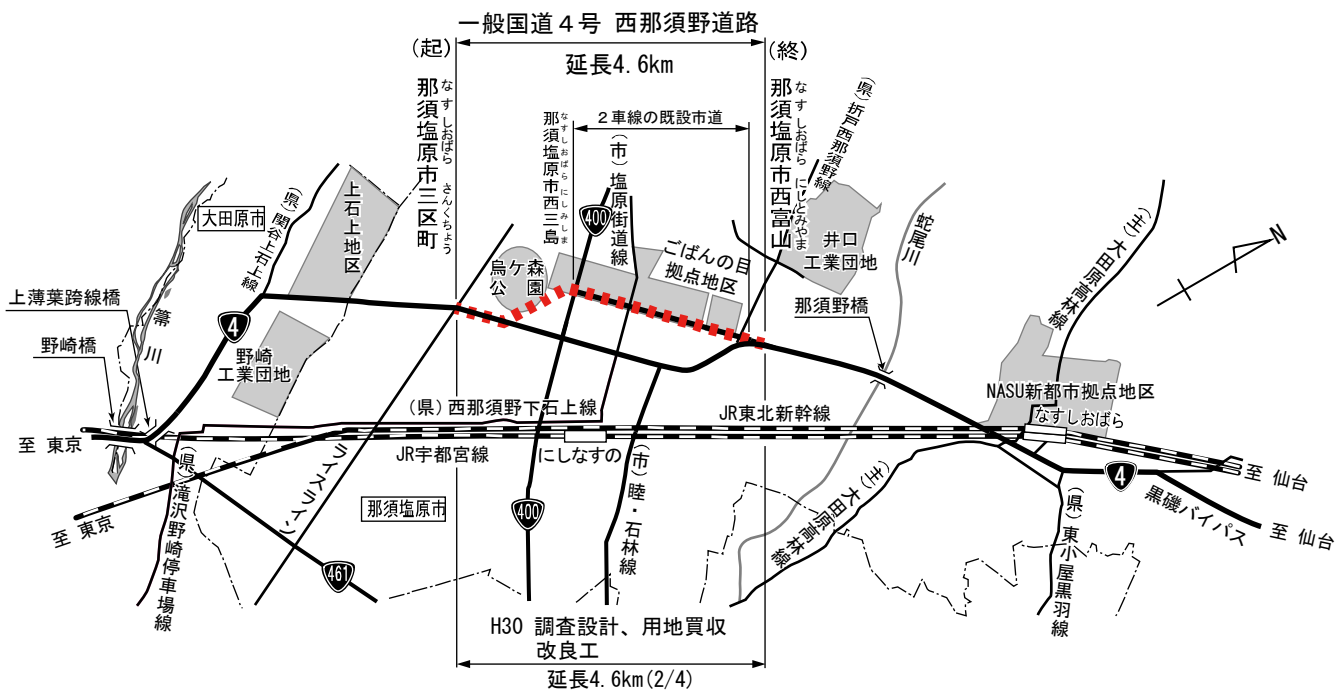 一般国道４号 西那須野道路
(起)
(終)
延長4.6km
那須塩原市三区町
なすしおばら さんくちょう
那須塩原市西三島
なすしおばら にしみしま
２車線の既設市道
那須塩原市西富山
なすしおばら にしとみやま
(県)折戸西那須野線
(市)塩原街道線
400
大田原市
(県)関谷上石上線
上石上地区
烏ケ森
公園
ごばんの目
拠点地区
井口
工業団地
蛇尾川
(主)大田原高林線
N
上薄葉跨線橋
箒川
4
野崎橋
野崎
工業団地
那須野橋
NASU新都市拠点地区
なすしおばら
(県)西那須野下石上線
JR東北新幹線
至 東京
JR宇都宮線
にしなすの
至 仙台
至 東京
(県)滝沢野崎停車場線
ライスライン
那須塩原市
400
(市)睦・石林線
(主)大田原高林線
4
黒磯バイパス
至 仙台
(県)東小屋黒羽線
461
H30 調査設計、用地買収
改良工
延長4.6km(2/4)